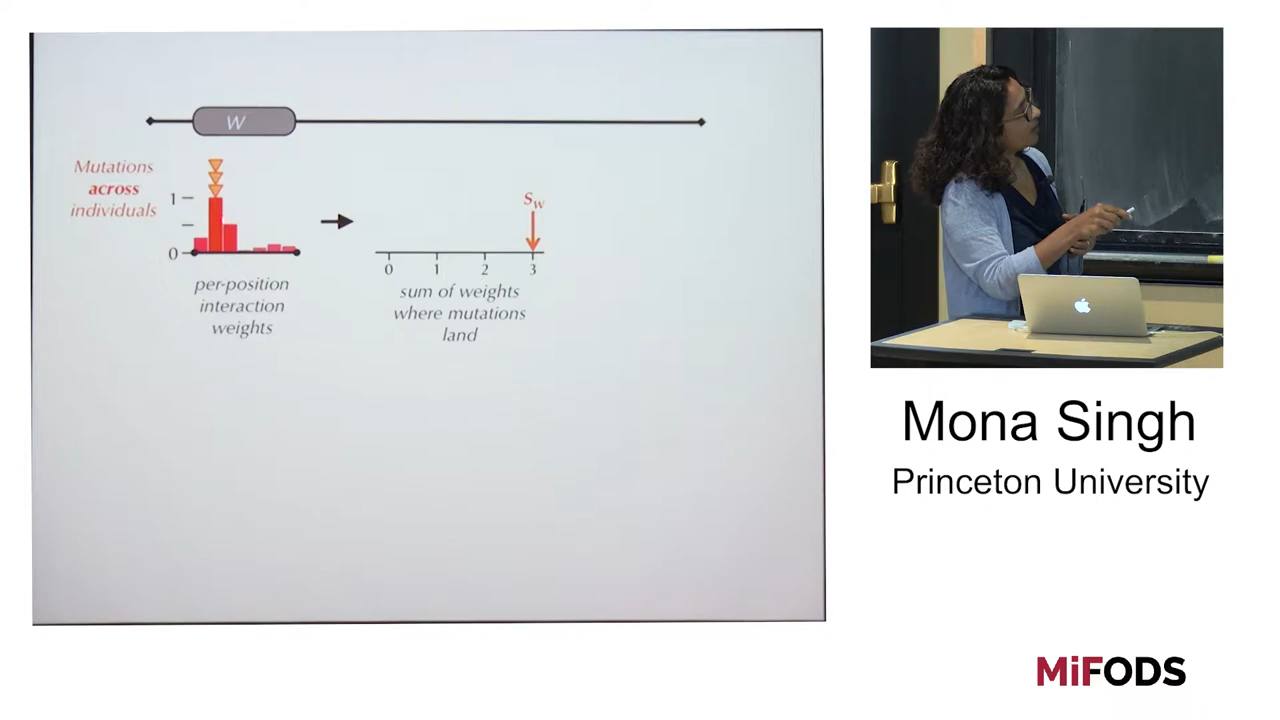 W
Mutations
across
individuals
1
0
per-position
interaction
weights
Sw
0 1 2 3
sum of weights
where mutations
land
Mona Singh
Princeton University
MiFODS